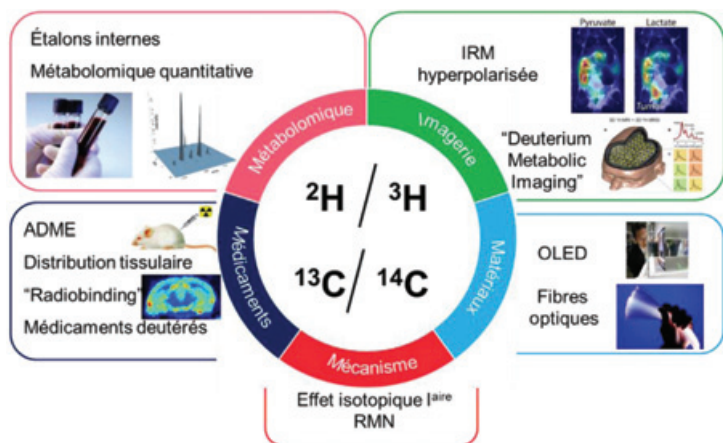 Étalons internes
Métabolomique quantitative
Pyruvate Lactate
IRM
hyperpolarisée
"Deuterium
Metabolic
Imaging"
Métabolomique
Imagerie
²H / ³H
¹³C / ¹⁴C
Médicaments
Matériaux
Mécanisme
ADME
Distribution tissulaire
"Radiobinding"
Médicaments deutérés
OLED
Fibres
optiques
Effet isotopique Iᵃⁱʳᵉ
RMN